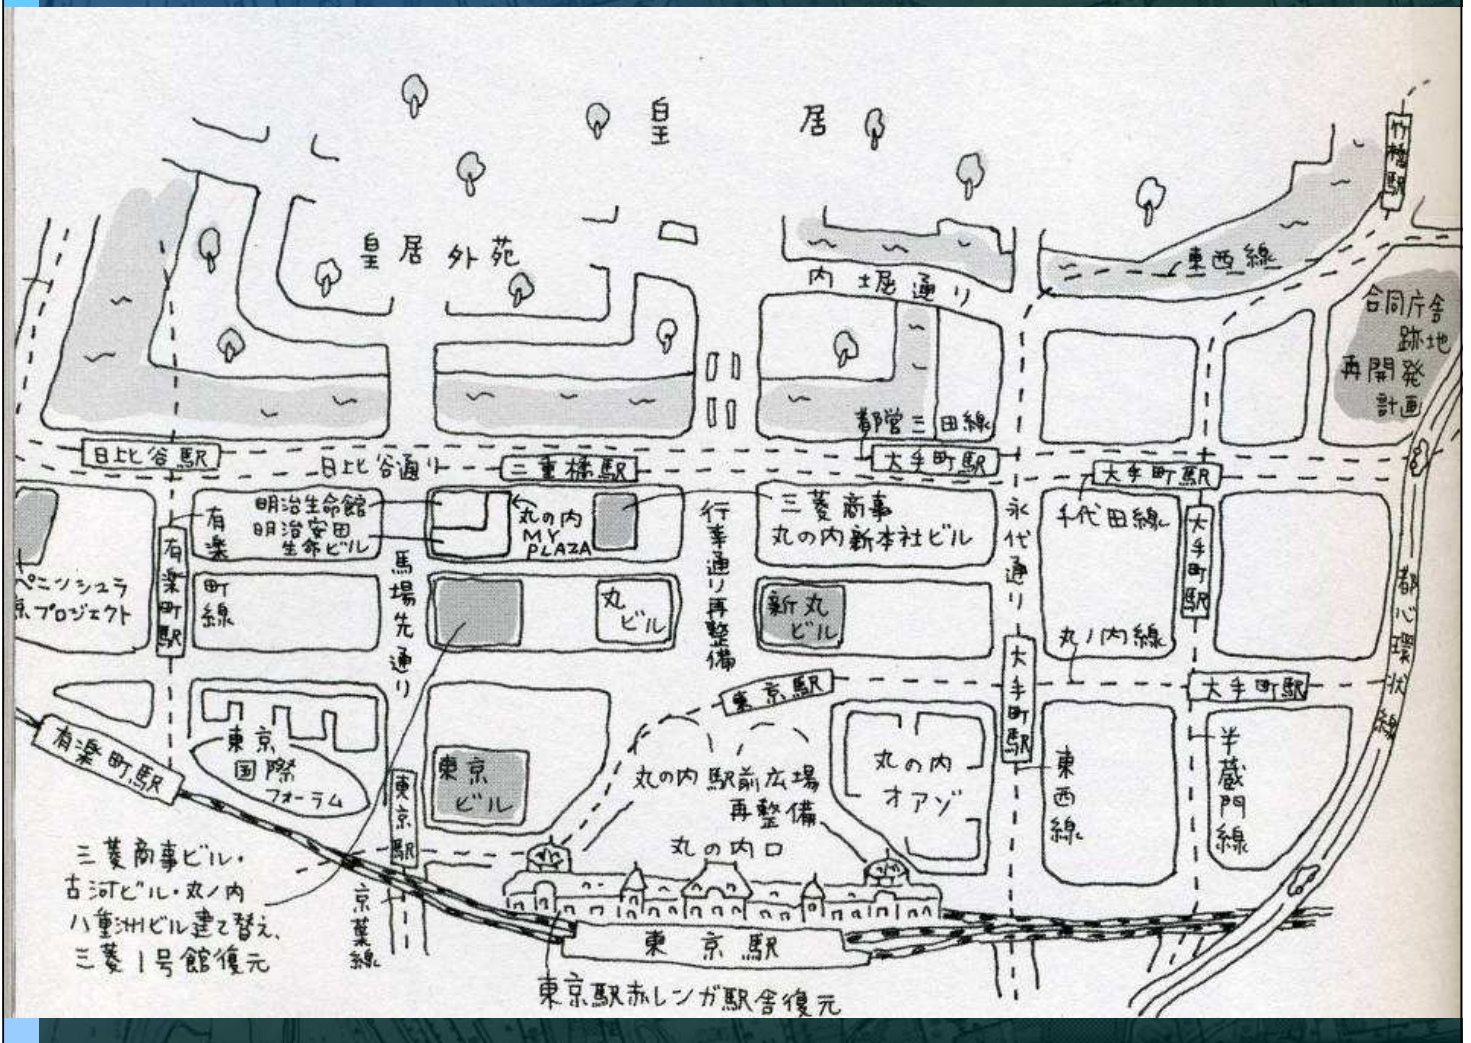 皇居
竹橋駅
皇居外苑
東西線
内堀通り
合同庁舎
跡地
再開発
計画
都営三田線
日比谷駅
日比谷通り
二重橋駅
大手町駅
大手町駅
明治生命館
明治安田
生命ビル
丸の内
MY
PLAZA
三菱商事
丸の内新本社ビル
千代田線
大手町駅
有楽町線
有楽町駅
馬場先通り
行幸通り再整備
永代通り
都心環状線
ペニンシュラ
京プロジェクト
丸ビル
新丸ビル
丸ノ内線
東京駅
大手町駅
大手町駅
有楽町駅
東京
国際
フォーラム
東京
ビル
東京駅
丸の内駅前広場
再整備
丸の内口
丸の内
オアゾ
東西線
半蔵門線
三菱商事ビル・
古河ビル・丸ノ内
八重洲ビル建て替え、
三菱1号館復元
京葉線
東京駅
東京駅赤レンガ駅舎復元